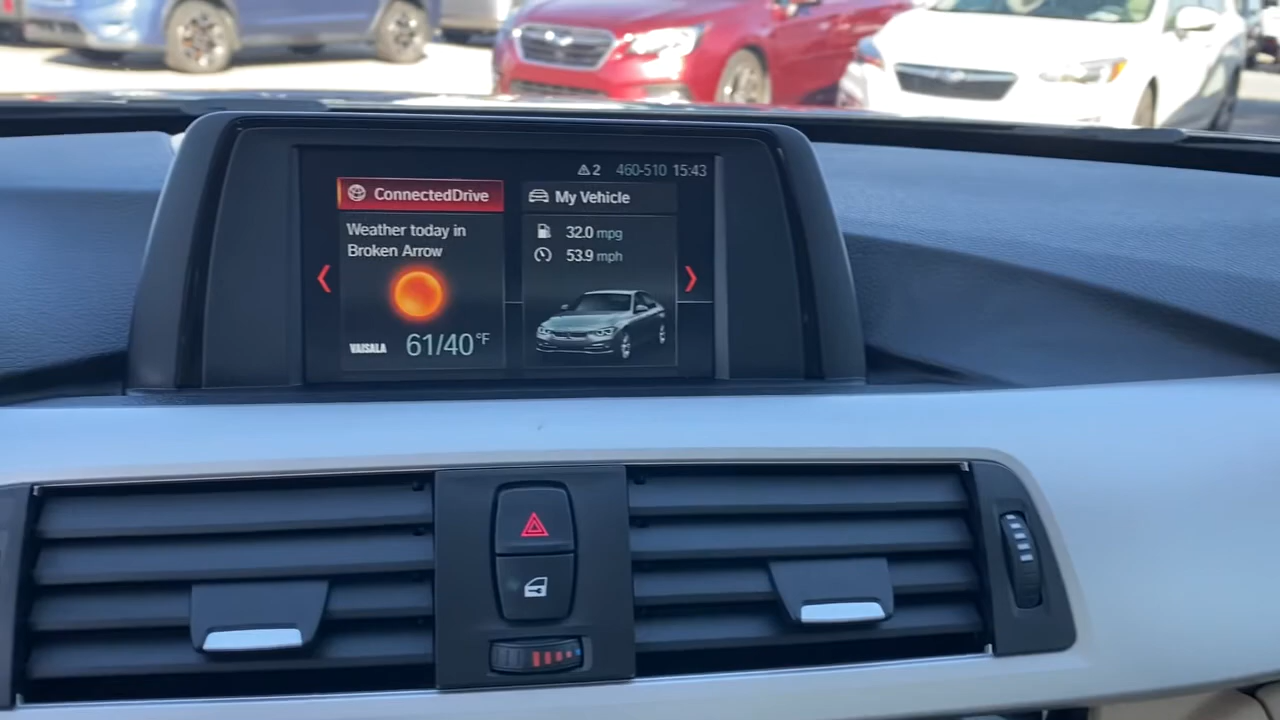 ⚠2 460-510 15:43
ConnectedDrive
Weather today in
Broken Arrow
VAISALA 61/40°F
My Vehicle
32.0 mpg
53.9 mph